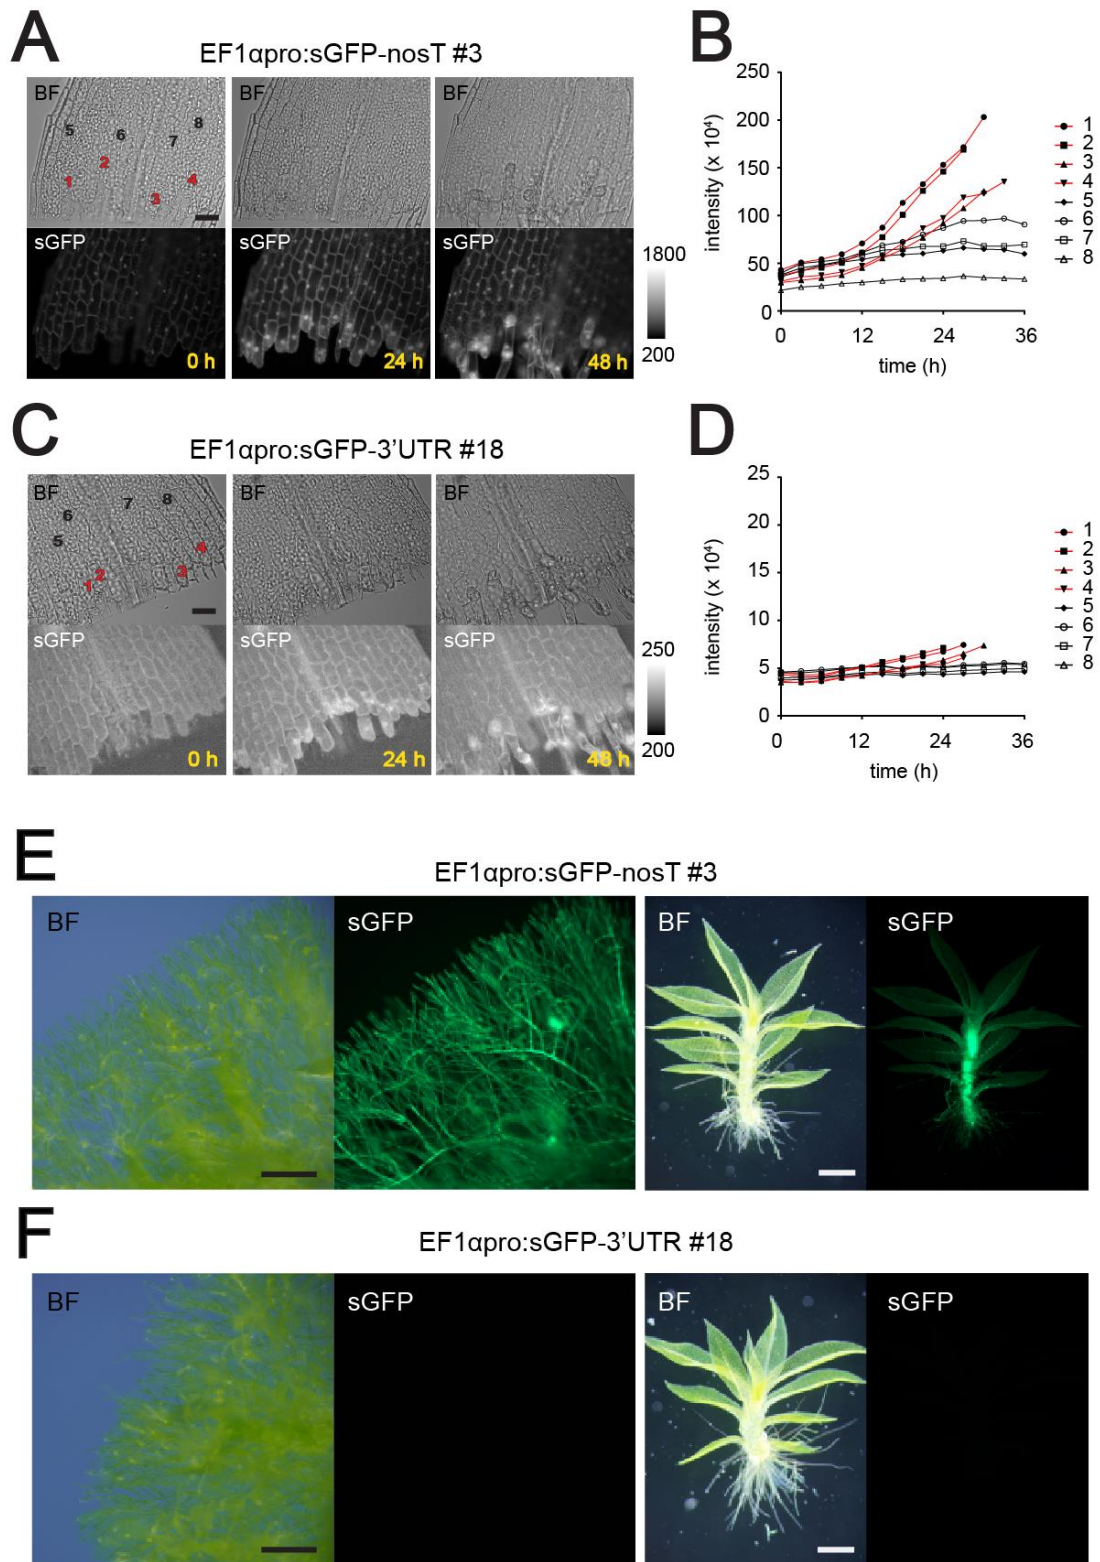 A
EF1αpro:sGFP-nosT #3
BF
BF
BF
5
6
8
7
2
1
4
3
sGFP
sGFP
sGFP
0 h
24 h
48 h
1800
200
B
250
200
150
100
50
0
intensity (x 10⁴)
0
12
24
36
time (h)
1
2
3
4
5
6
7
8
C
EF1αpro:sGFP-3'UTR #18
BF
BF
BF
7
8
6
5
4
2
3
1
sGFP
sGFP
sGFP
0 h
24 h
48 h
250
200
D
25
20
15
10
5
0
intensity (x 10⁴)
0
12
24
36
time (h)
1
2
3
4
5
6
7
8
E
EF1αpro:sGFP-nosT #3
BF
sGFP
BF
sGFP
F
EF1αpro:sGFP-3'UTR #18
BF
sGFP
BF
sGFP